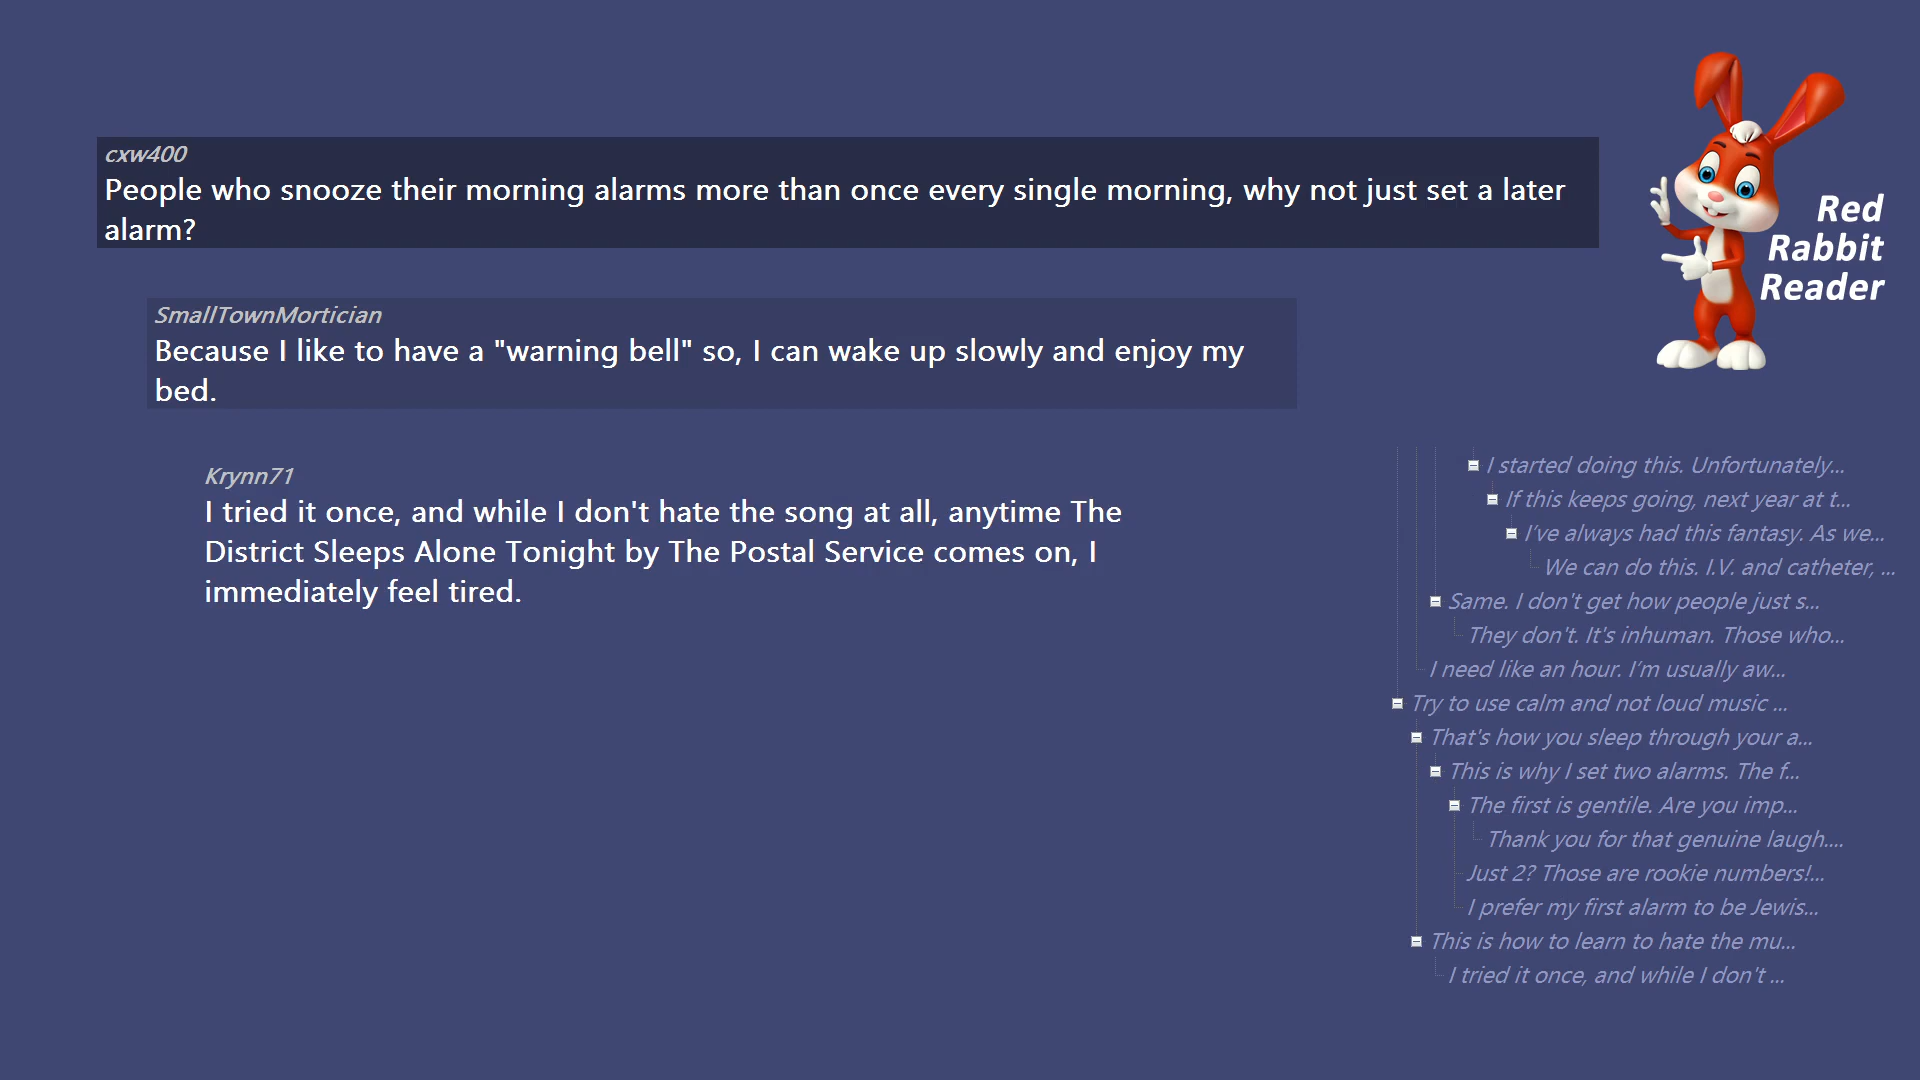 cxw400
People who snooze their morning alarms more than once every single morning, why not just set a later
alarm?
SmallTownMortician
Because I like to have a "warning bell" so, I can wake up slowly and enjoy my
bed.
Krynn71
I tried it once, and while I don't hate the song at all, anytime The
District Sleeps Alone Tonight by The Postal Service comes on, I
immediately feel tired.
Red
Rabbit
Reader
I started doing this. Unfortunately...
If this keeps going, next year at t...
I’ve always had this fantasy. As we...
We can do this. I.V. and catheter, ...
Same. I don't get how people just s...
They don't. It's inhuman. Those who...
I need like an hour. I’m usually aw...
Try to use calm and not loud music ...
That's how you sleep through your a...
This is why I set two alarms. The f...
The first is gentile. Are you imp...
Thank you for that genuine laugh....
Just 2? Those are rookie numbers!...
I prefer my first alarm to be Jewis...
This is how to learn to hate the mu...
I tried it once, and while I don't ...